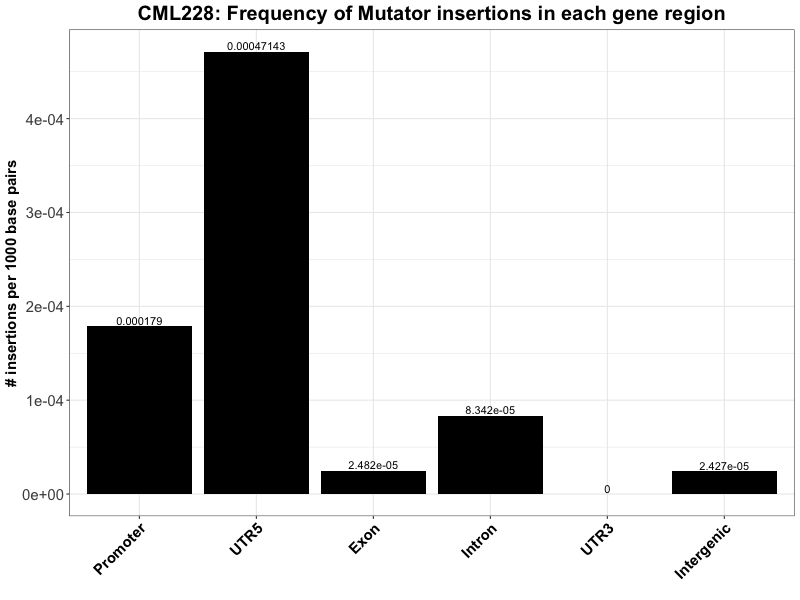 CML228: Frequency of Mutator insertions in each gene region
# insertions per 1000 base pairs
4e-04
3e-04
2e-04
1e-04
0e+00
0.000179
0.00047143
2.482e-05
8.342e-05
0
2.427e-05
Promoter
UTR5
Exon
Intron
UTR3
Intergenic